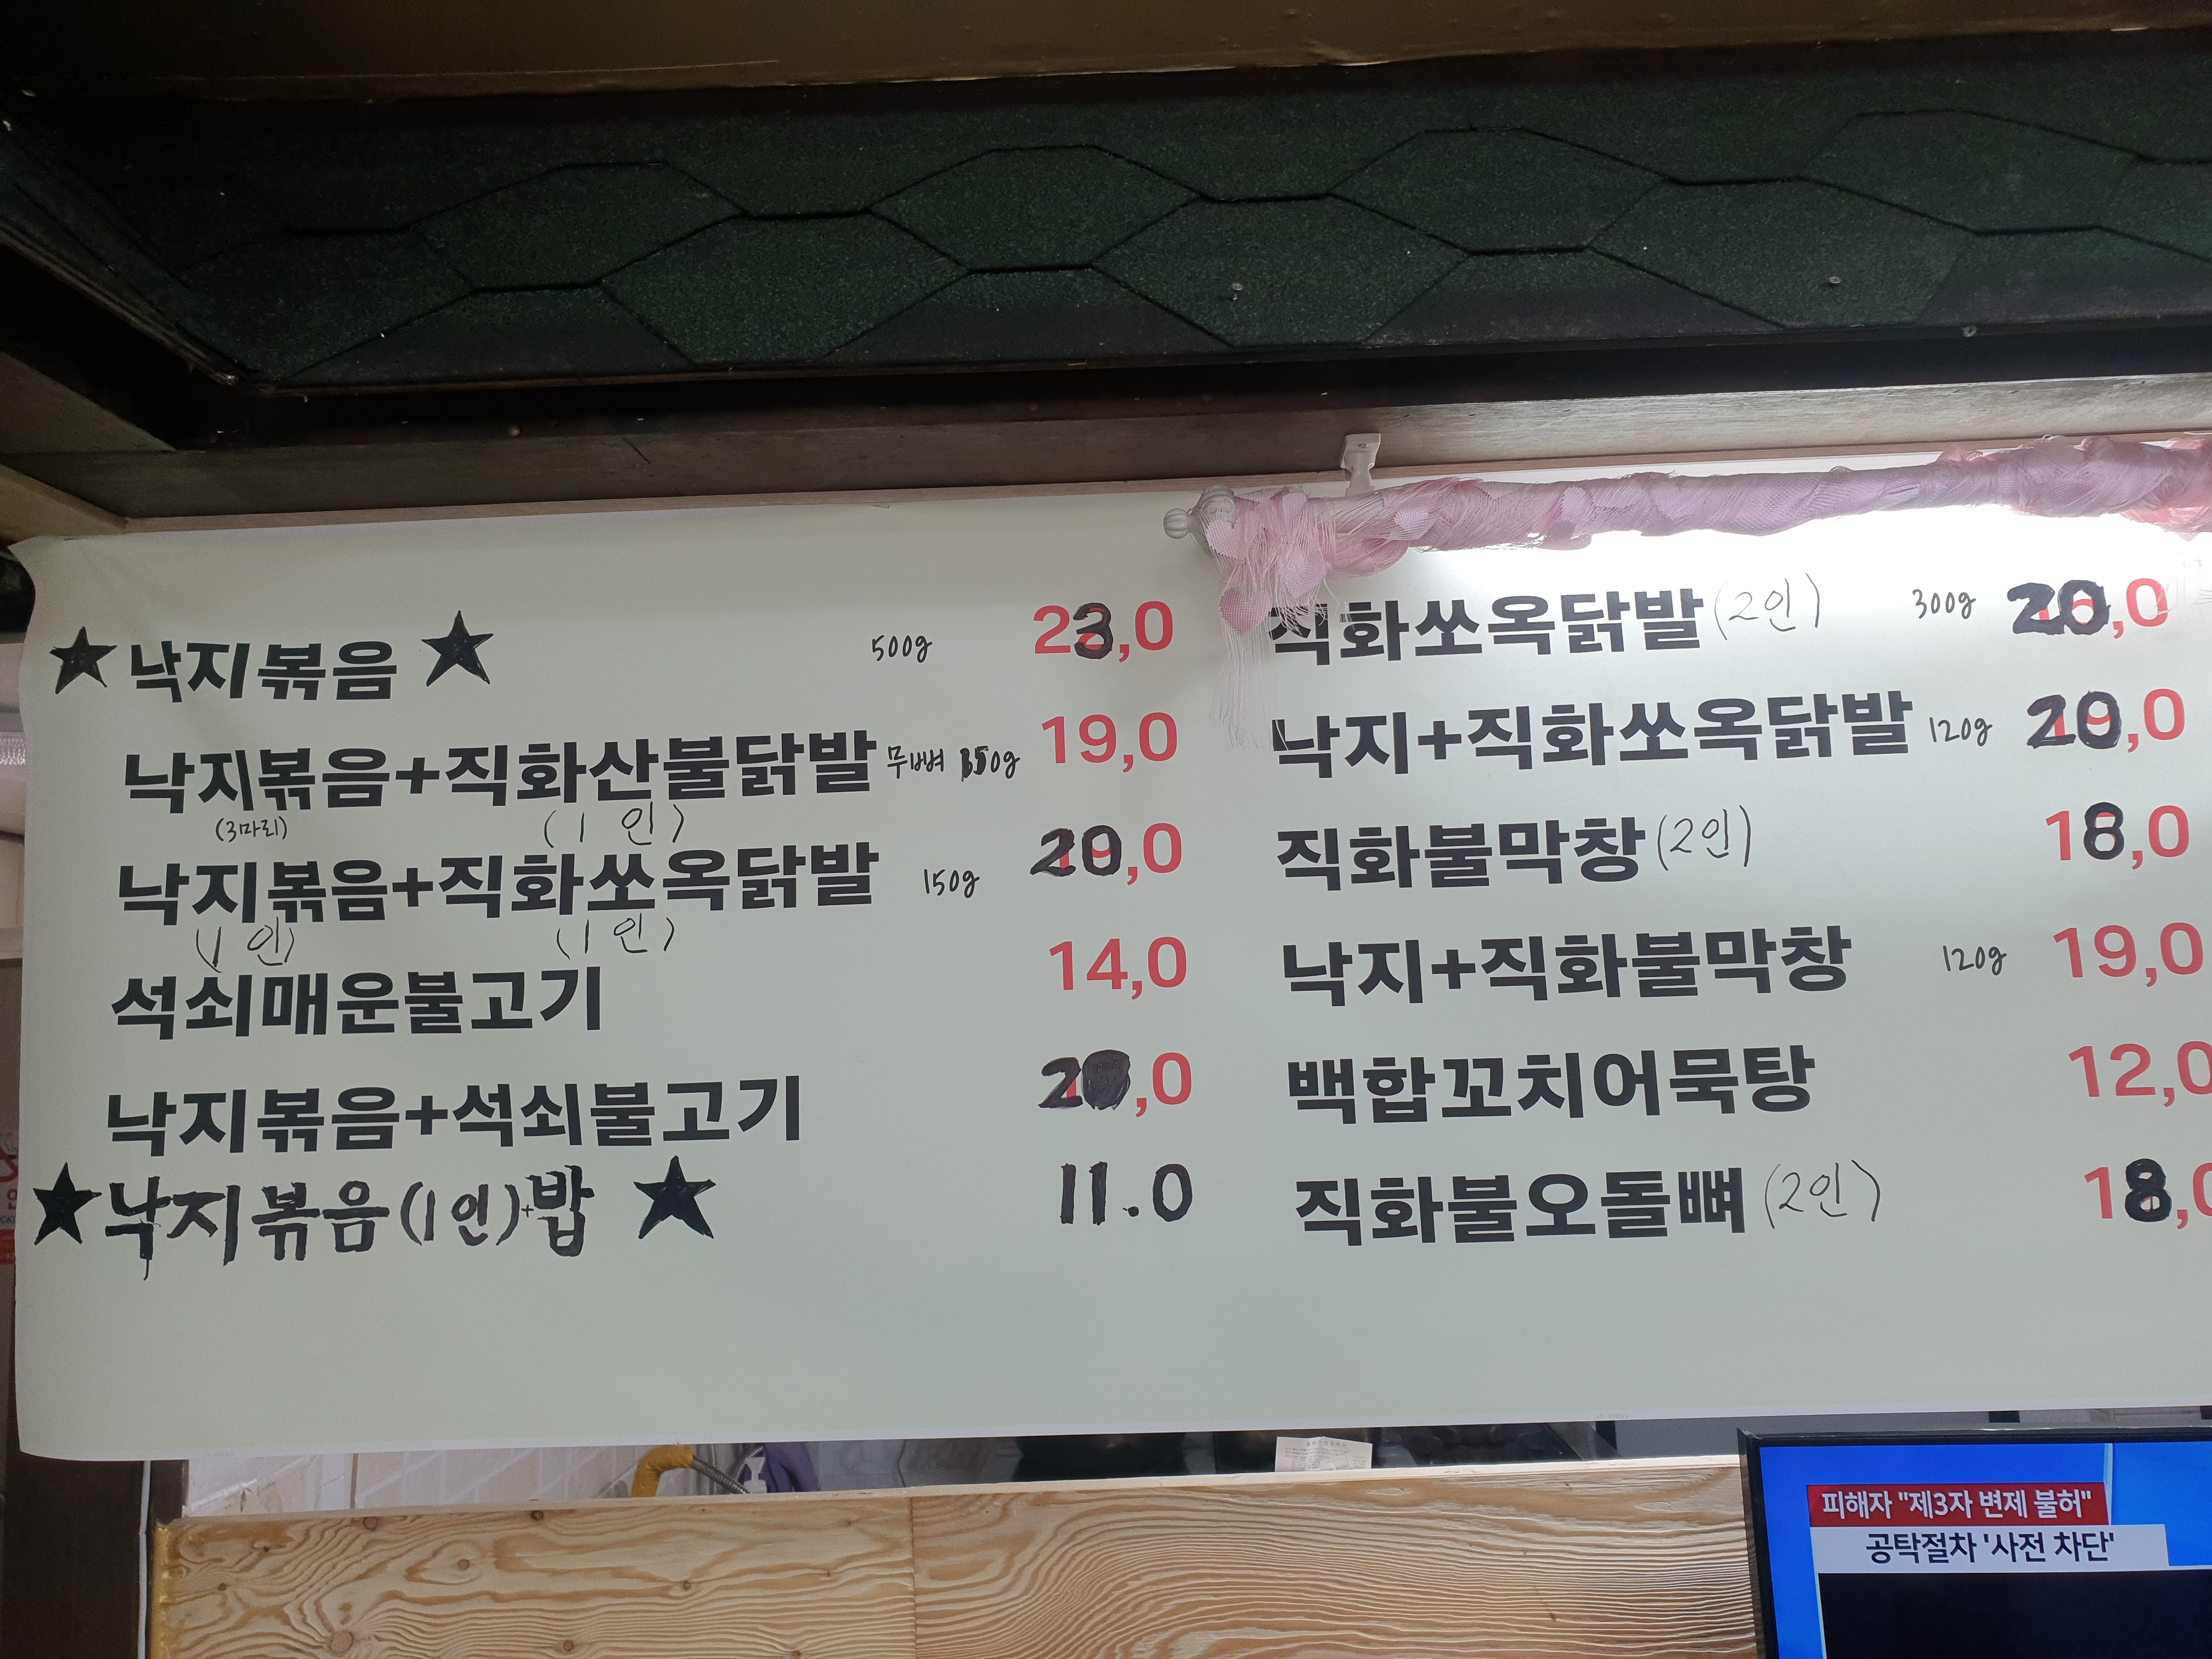 ★낙지볶음★ 500g 23,0
낙지볶음+직화산불닭발 무뼈 150g 19,0
(3마리) (1인)
낙지볶음+직화쏘옥닭발 150g 20,0
(1인) (1인)
석쇠매운불고기 14,0
낙지볶음+석쇠불고기 20,0
★낙지볶음(1인)+밥★ 11.0
직화쏘옥닭발(2인) 300g 20,0
낙지+직화쏘옥닭발 120g 20,0
직화불막창(2인) 18,0
낙지+직화불막창 120g 19,0
백합꼬치어묵탕 12,0
직화불오돌뼈(2인) 18,0
피해자 "제3자 변제 불허"
공탁절차 '사전 차단'